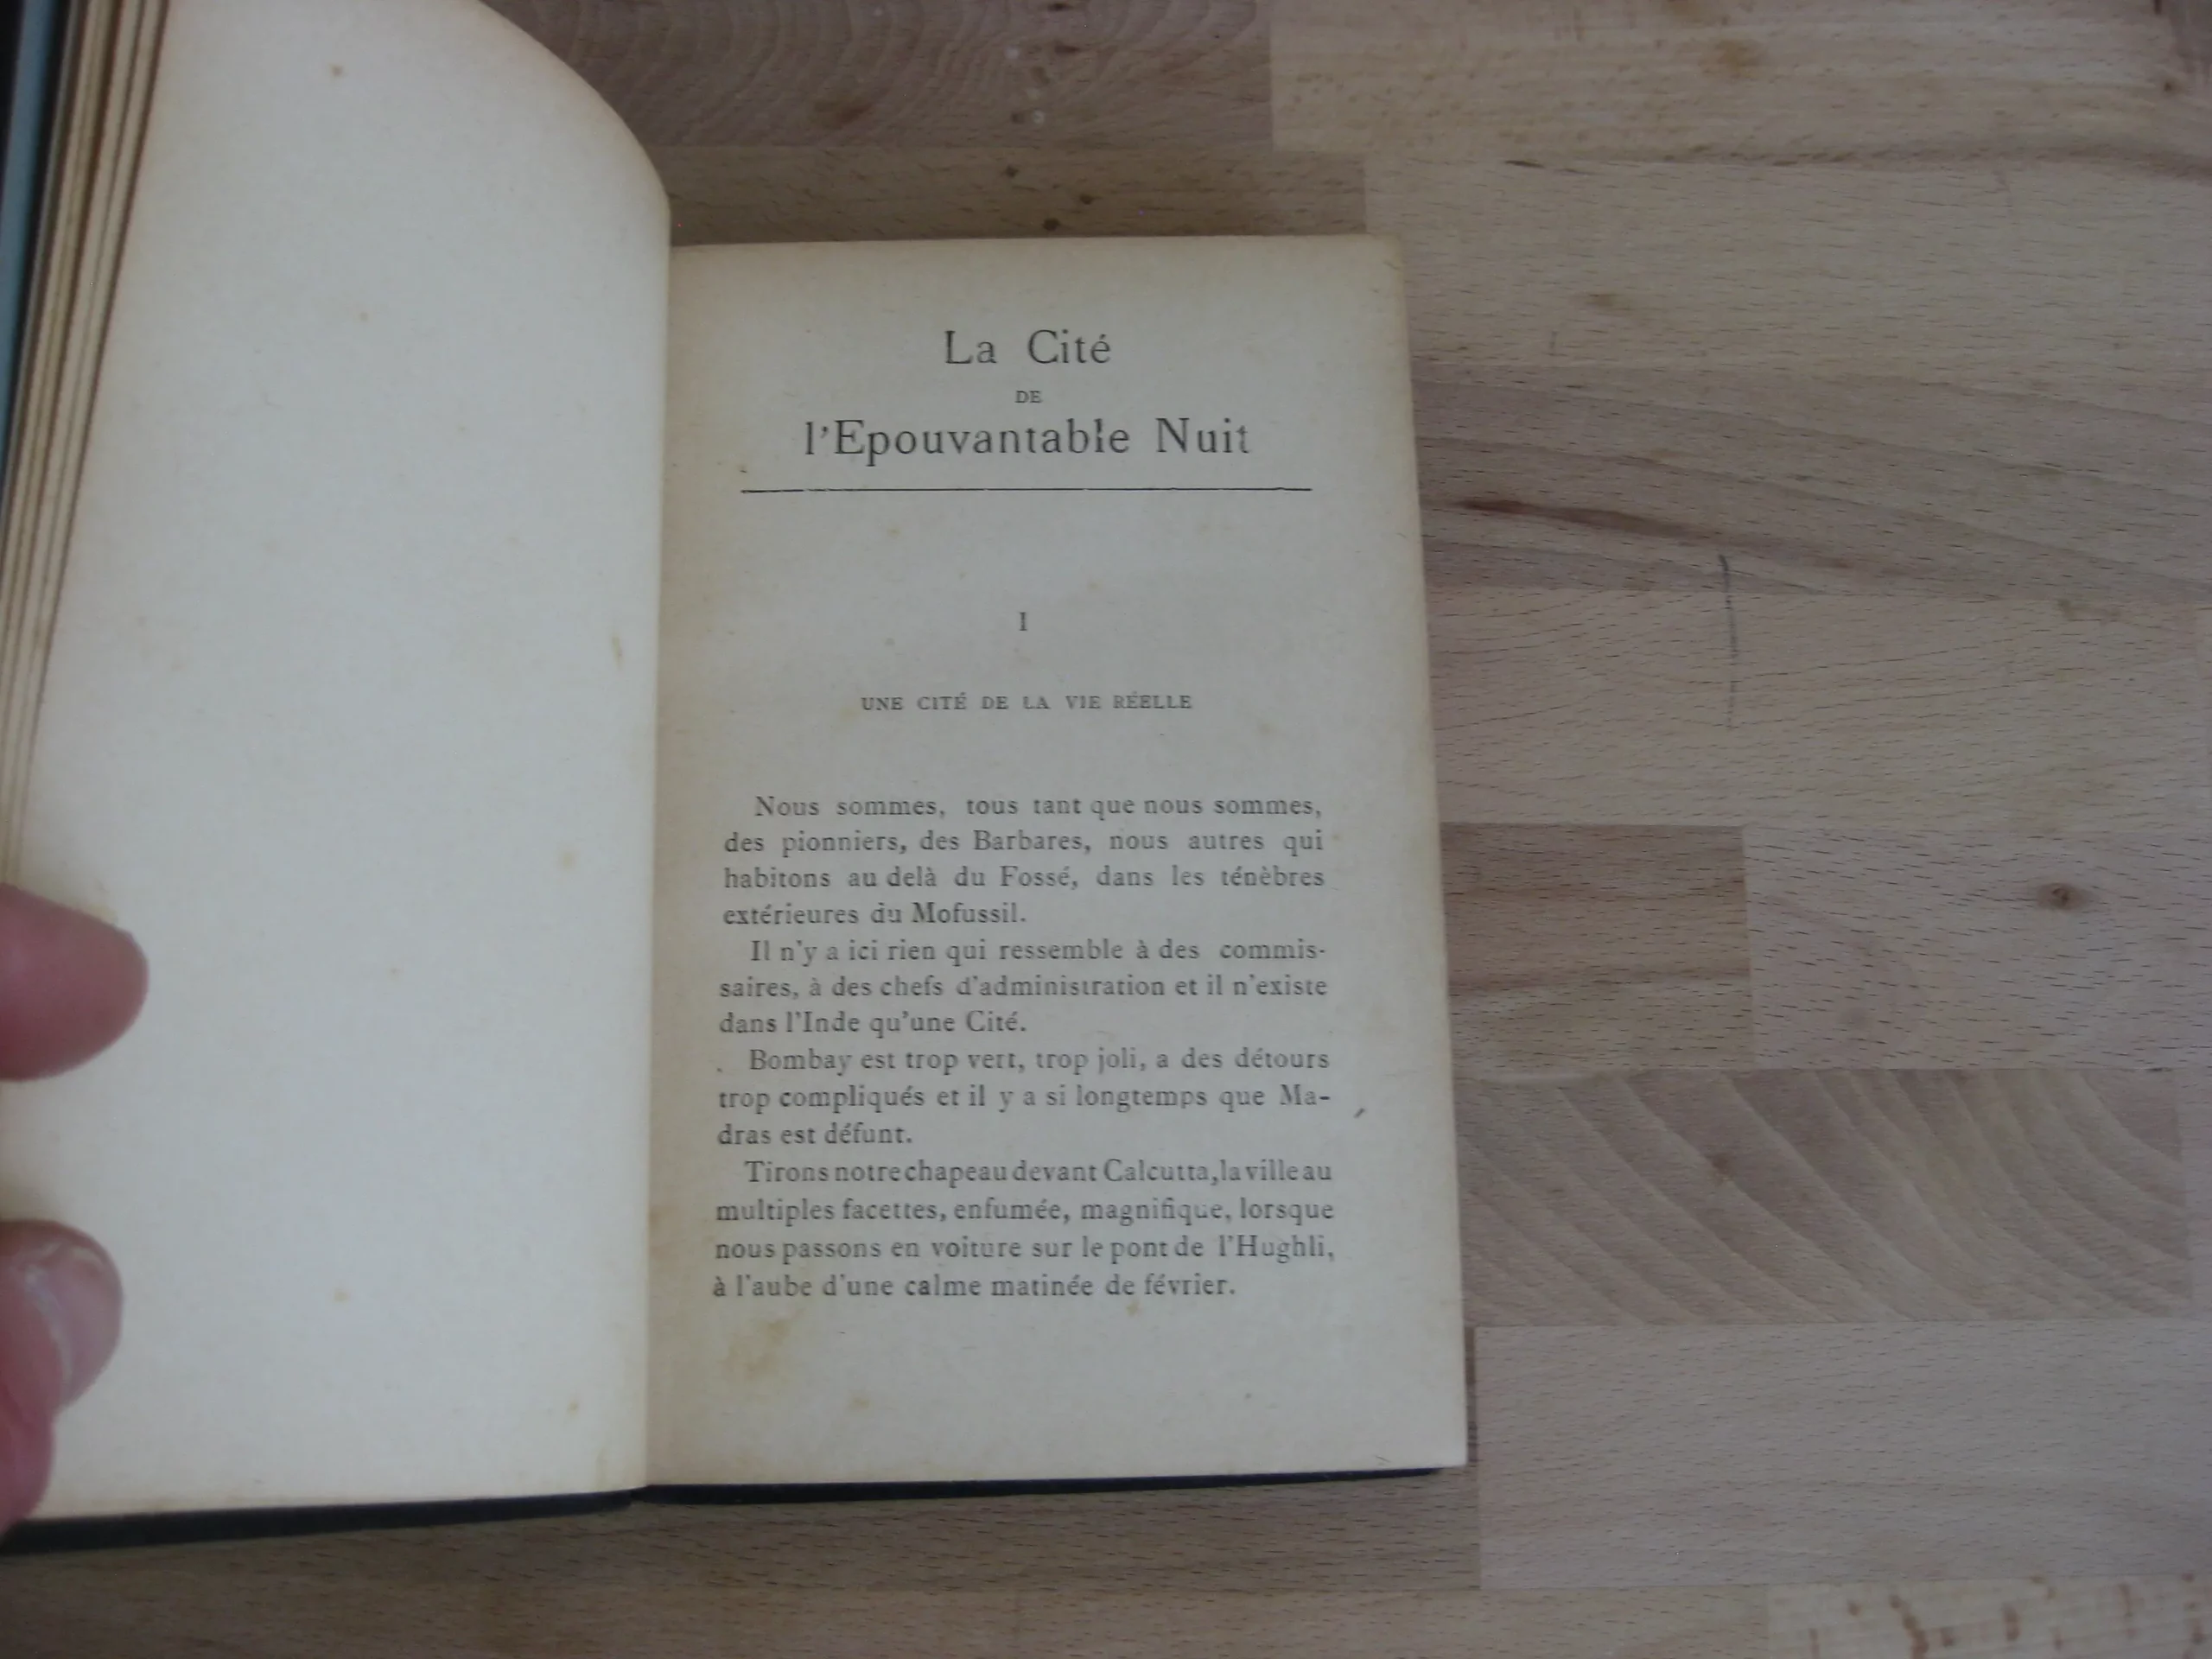 La Cité
DE
l'Epouvantable Nuit
I
UNE CITÉ DE LA VIE RÉELLE
Nous sommes, tous tant que nous sommes,
des pionniers, des Barbares, nous autres qui
habitons au delà du Fossé, dans les ténèbres
extérieures du Mofussil.
Il n'y a ici rien qui ressemble à des commis-
saires, à des chefs d'administration et il n'existe
dans l'Inde qu'une Cité.
Bombay est trop vert, trop joli, a des détours
trop compliqués et il y a si longtemps que Ma-
dras est défunt.
Tirons notre chapeau devant Calcutta, la ville au
multiples facettes, enfumée, magnifique, lorsque
nous passons en voiture sur le pont de l'Hughli,
à l'aube d'une calme matinée de février.